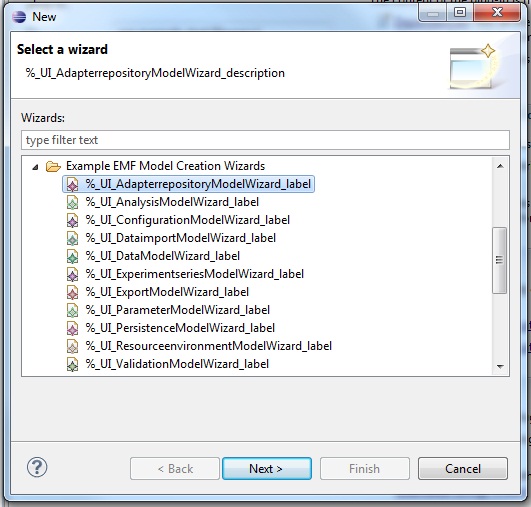 New
Select a wizard
%_UI_AdapterrepositoryModelWizard_description
Wizards:
type filter text
Example EMF Model Creation Wizards
%_UI_AdapterrepositoryModelWizard_label
%_UI_AnalysisModelWizard_label
%_UI_ConfigurationModelWizard_label
%_UI_DataimportModelWizard_label
%_UI_DataModelWizard_label
%_UI_ExperimentseriesModelWizard_label
%_UI_ExportModelWizard_label
%_UI_ParameterModelWizard_label
%_UI_PersistenceModelWizard_label
%_UI_ResourceenvironmentModelWizard_label
%_UI_ValidationModelWizard_label
? < Back Next > Finish Cancel